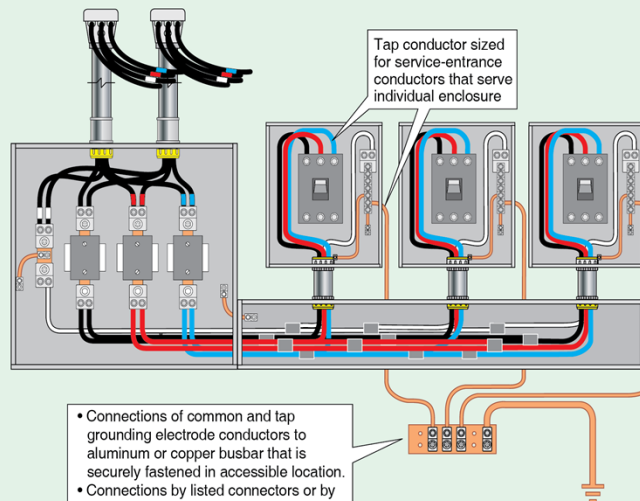 Tap conductor sized
for service-entrance
conductors that serve
individual enclosure
• Connections of common and tap
grounding electrode conductors to
aluminum or copper busbar that is
securely fastened in accessible location.
• Connections by listed connectors or by